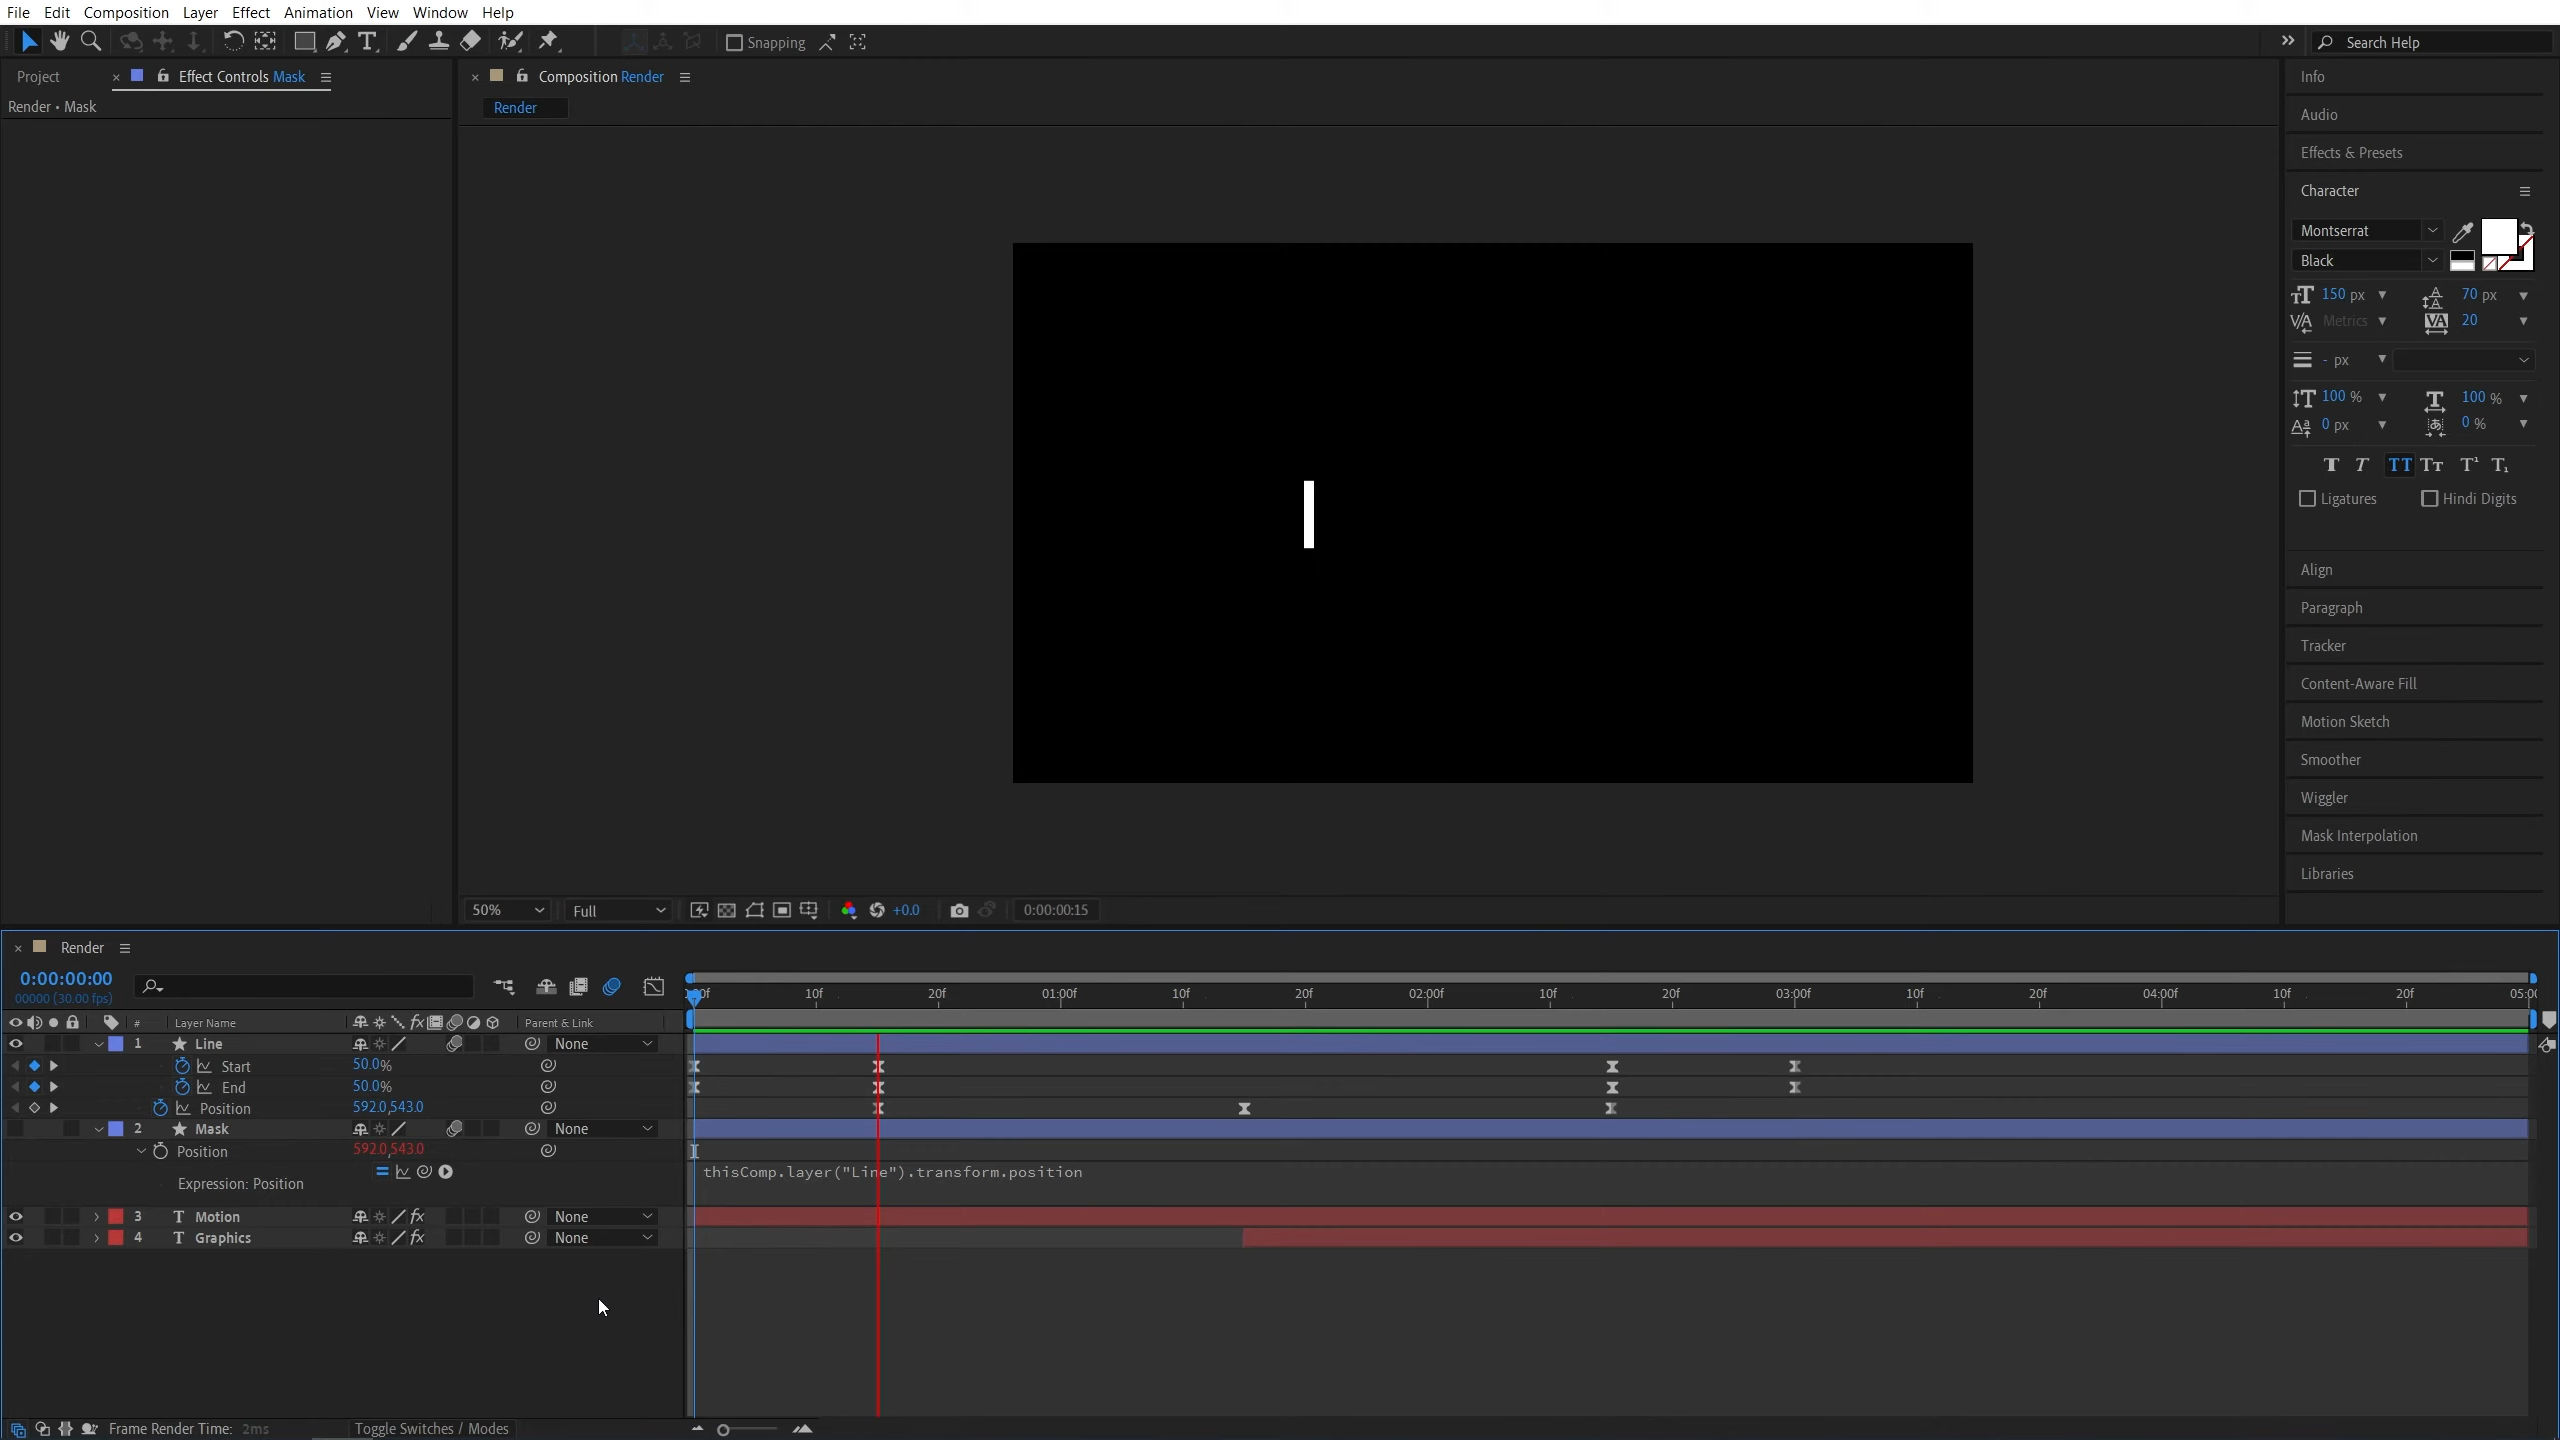 File Edit Composition Layer Effect Animation View Window Help
Snapping
Search Help
Project
Effect Controls Mask
Render • Mask
Composition Render
Render
Info
Audio
Effects & Presets
Character
Montserrat
Black
150 px 70 px
Metrics 20
- px
100 % 100 %
0 px 0 %
Ligatures Hindi Digits
Align
Paragraph
Tracker
Content-Aware Fill
Motion Sketch
Smoother
Wiggler
Mask Interpolation
Libraries
50% Full +0.0 0:00:00:15
Render
0:00:00:00
00000 (30.00 fps)
10f 20f 01:00f 10f 20f 02:00f 10f 20f 03:00f 10f 20f 04:00f 10f 20f
# Layer Name Parent & Link
1 Line None
Start 50.0%
End 50.0%
Position 592.0,543.0
2 Mask None
Position 592.0,543.0
Expression: Position thisComp.layer("Line").transform.position
3 T Motion fx None
4 T Graphics fx None
Frame Render Time: 2ms Toggle Switches / Modes